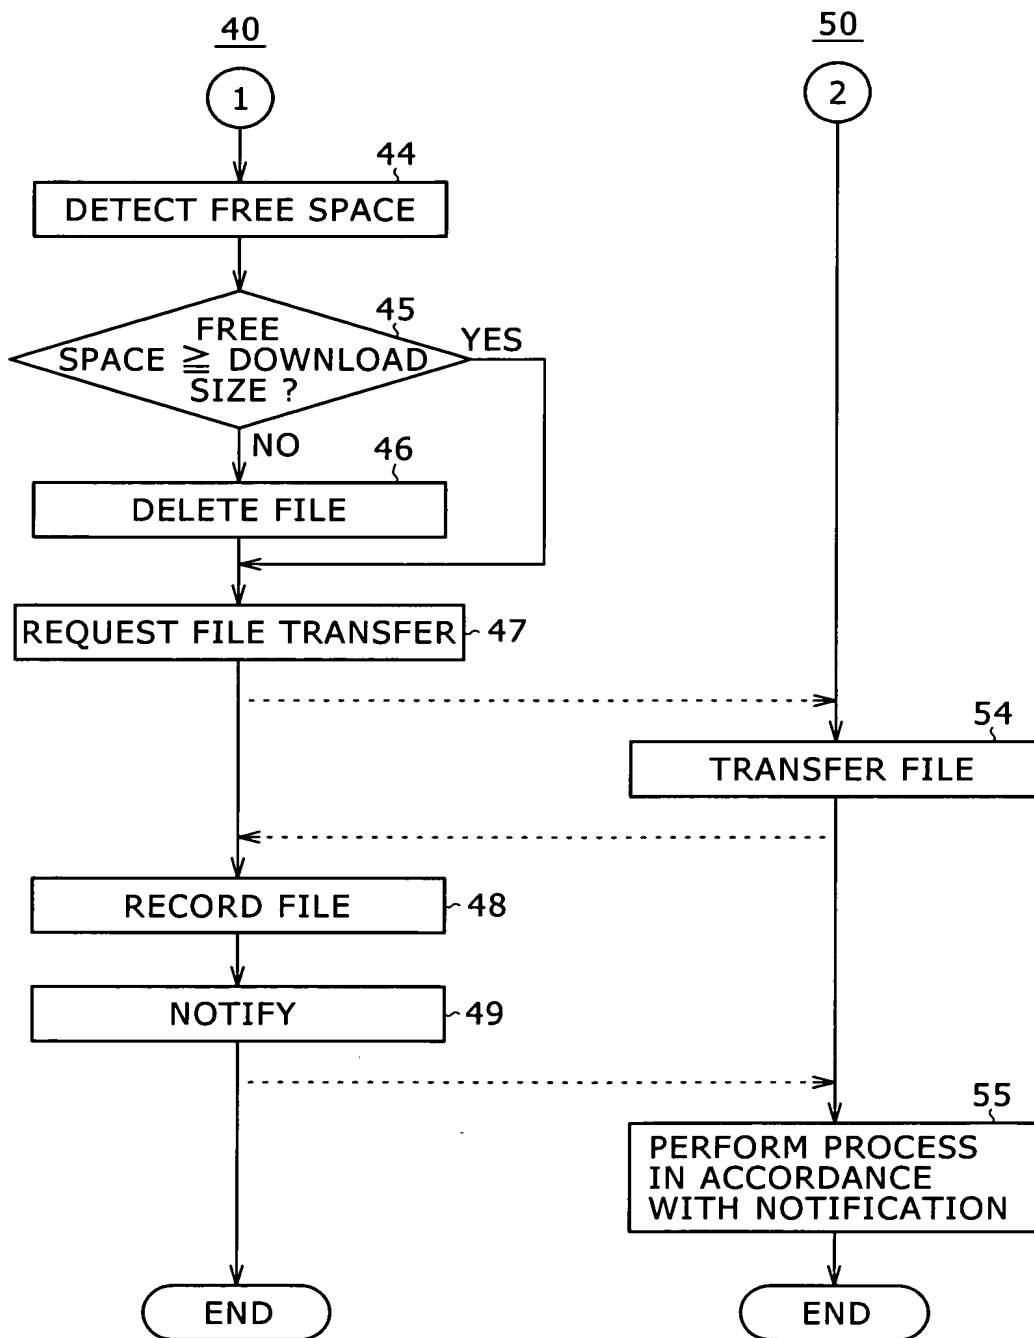 40
50
1
2
44
DETECT FREE SPACE
45
FREE
SPACE ≧ DOWNLOAD
SIZE ?
YES
NO
46
DELETE FILE
REQUEST FILE TRANSFER
47
54
TRANSFER FILE
RECORD FILE
48
NOTIFY
49
55
PERFORM PROCESS
IN ACCORDANCE
WITH NOTIFICATION
END
END